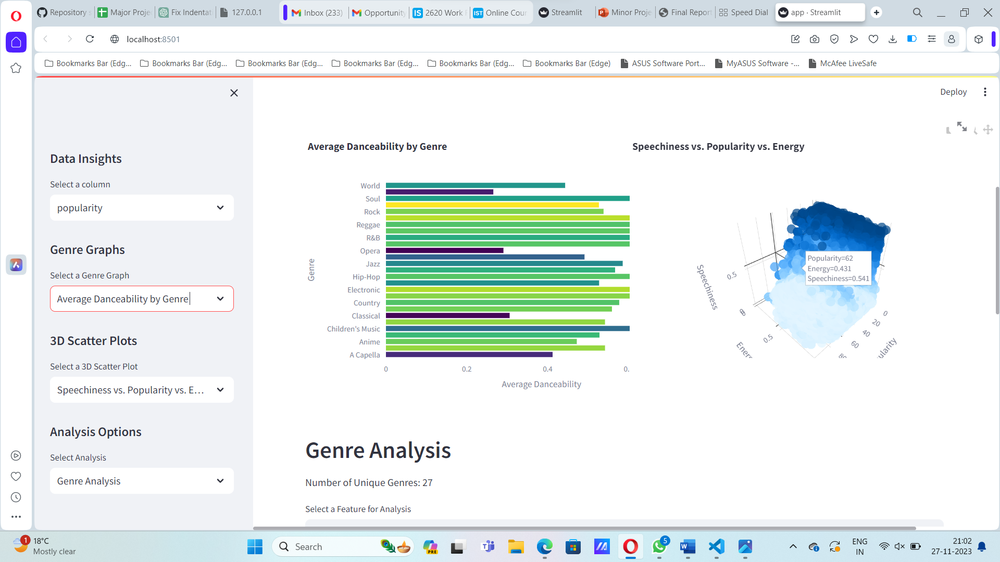 Repository s
Major Proje
Fix Indentat
127.0.0.1
Inbox (233)
Opportunity
2620 Work F
Online Cour
Streamlit
Minor Proje
Final Report
Speed Dial
app · Streamlit
localhost:8501
Bookmarks Bar (Edg...
Bookmarks Bar (Edg...
Bookmarks Bar (Edg...
Bookmarks Bar (Edg...
Bookmarks Bar (Edg...
Bookmarks Bar (Edge)
ASUS Software Port...
MyASUS Software -...
McAfee LiveSafe
Deploy
Data Insights
Select a column
popularity
Genre Graphs
Select a Genre Graph
Average Danceability by Genre
3D Scatter Plots
Select a 3D Scatter Plot
Speechiness vs. Popularity vs. E...
Analysis Options
Select Analysis
Genre Analysis
Average Danceability by Genre
World
Soul
Rock
Reggae
R&B
Opera
Jazz
Hip-Hop
Electronic
Country
Classical
Children's Music
Anime
A Capella
Genre
0
0.2
0.4
0.
Average Danceability
Speechiness vs. Popularity vs. Energy
Popularity=62
Energy=0.431
Speechiness=0.541
Speechiness
0.5
0
0
0.5
Energ
0
20
40
60
80
ularity
Genre Analysis
Number of Unique Genres: 27
Select a Feature for Analysis
1
18°C
Mostly clear
Search
PRE
5
ENG
IN
21:02
27-11-2023